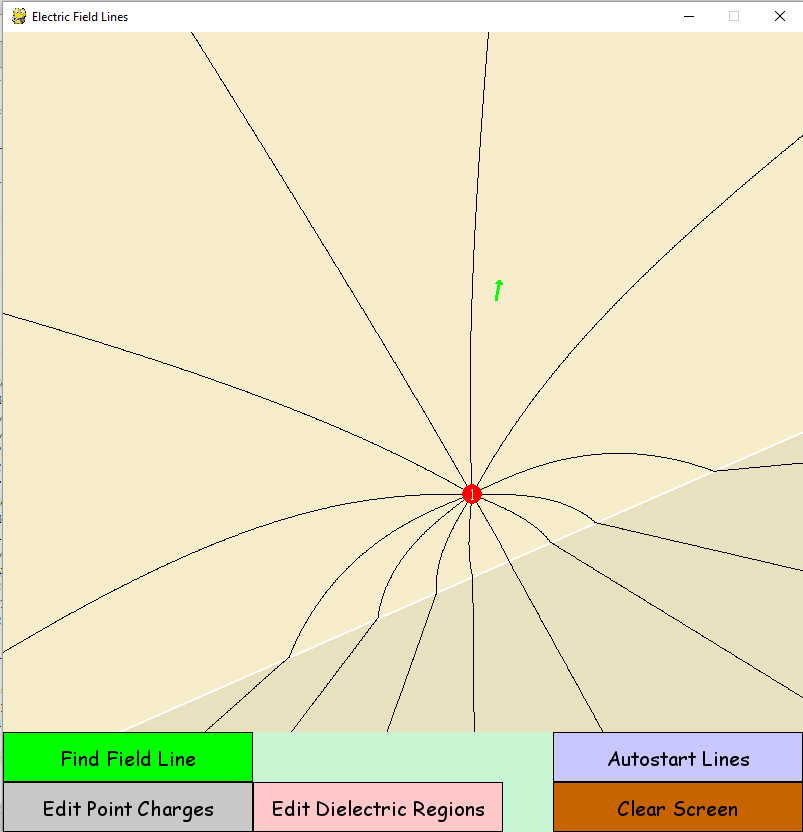 Electric Field Lines
1
Find Field Line
Autostart Lines
Edit Point Charges
Edit Dielectric Regions
Clear Screen